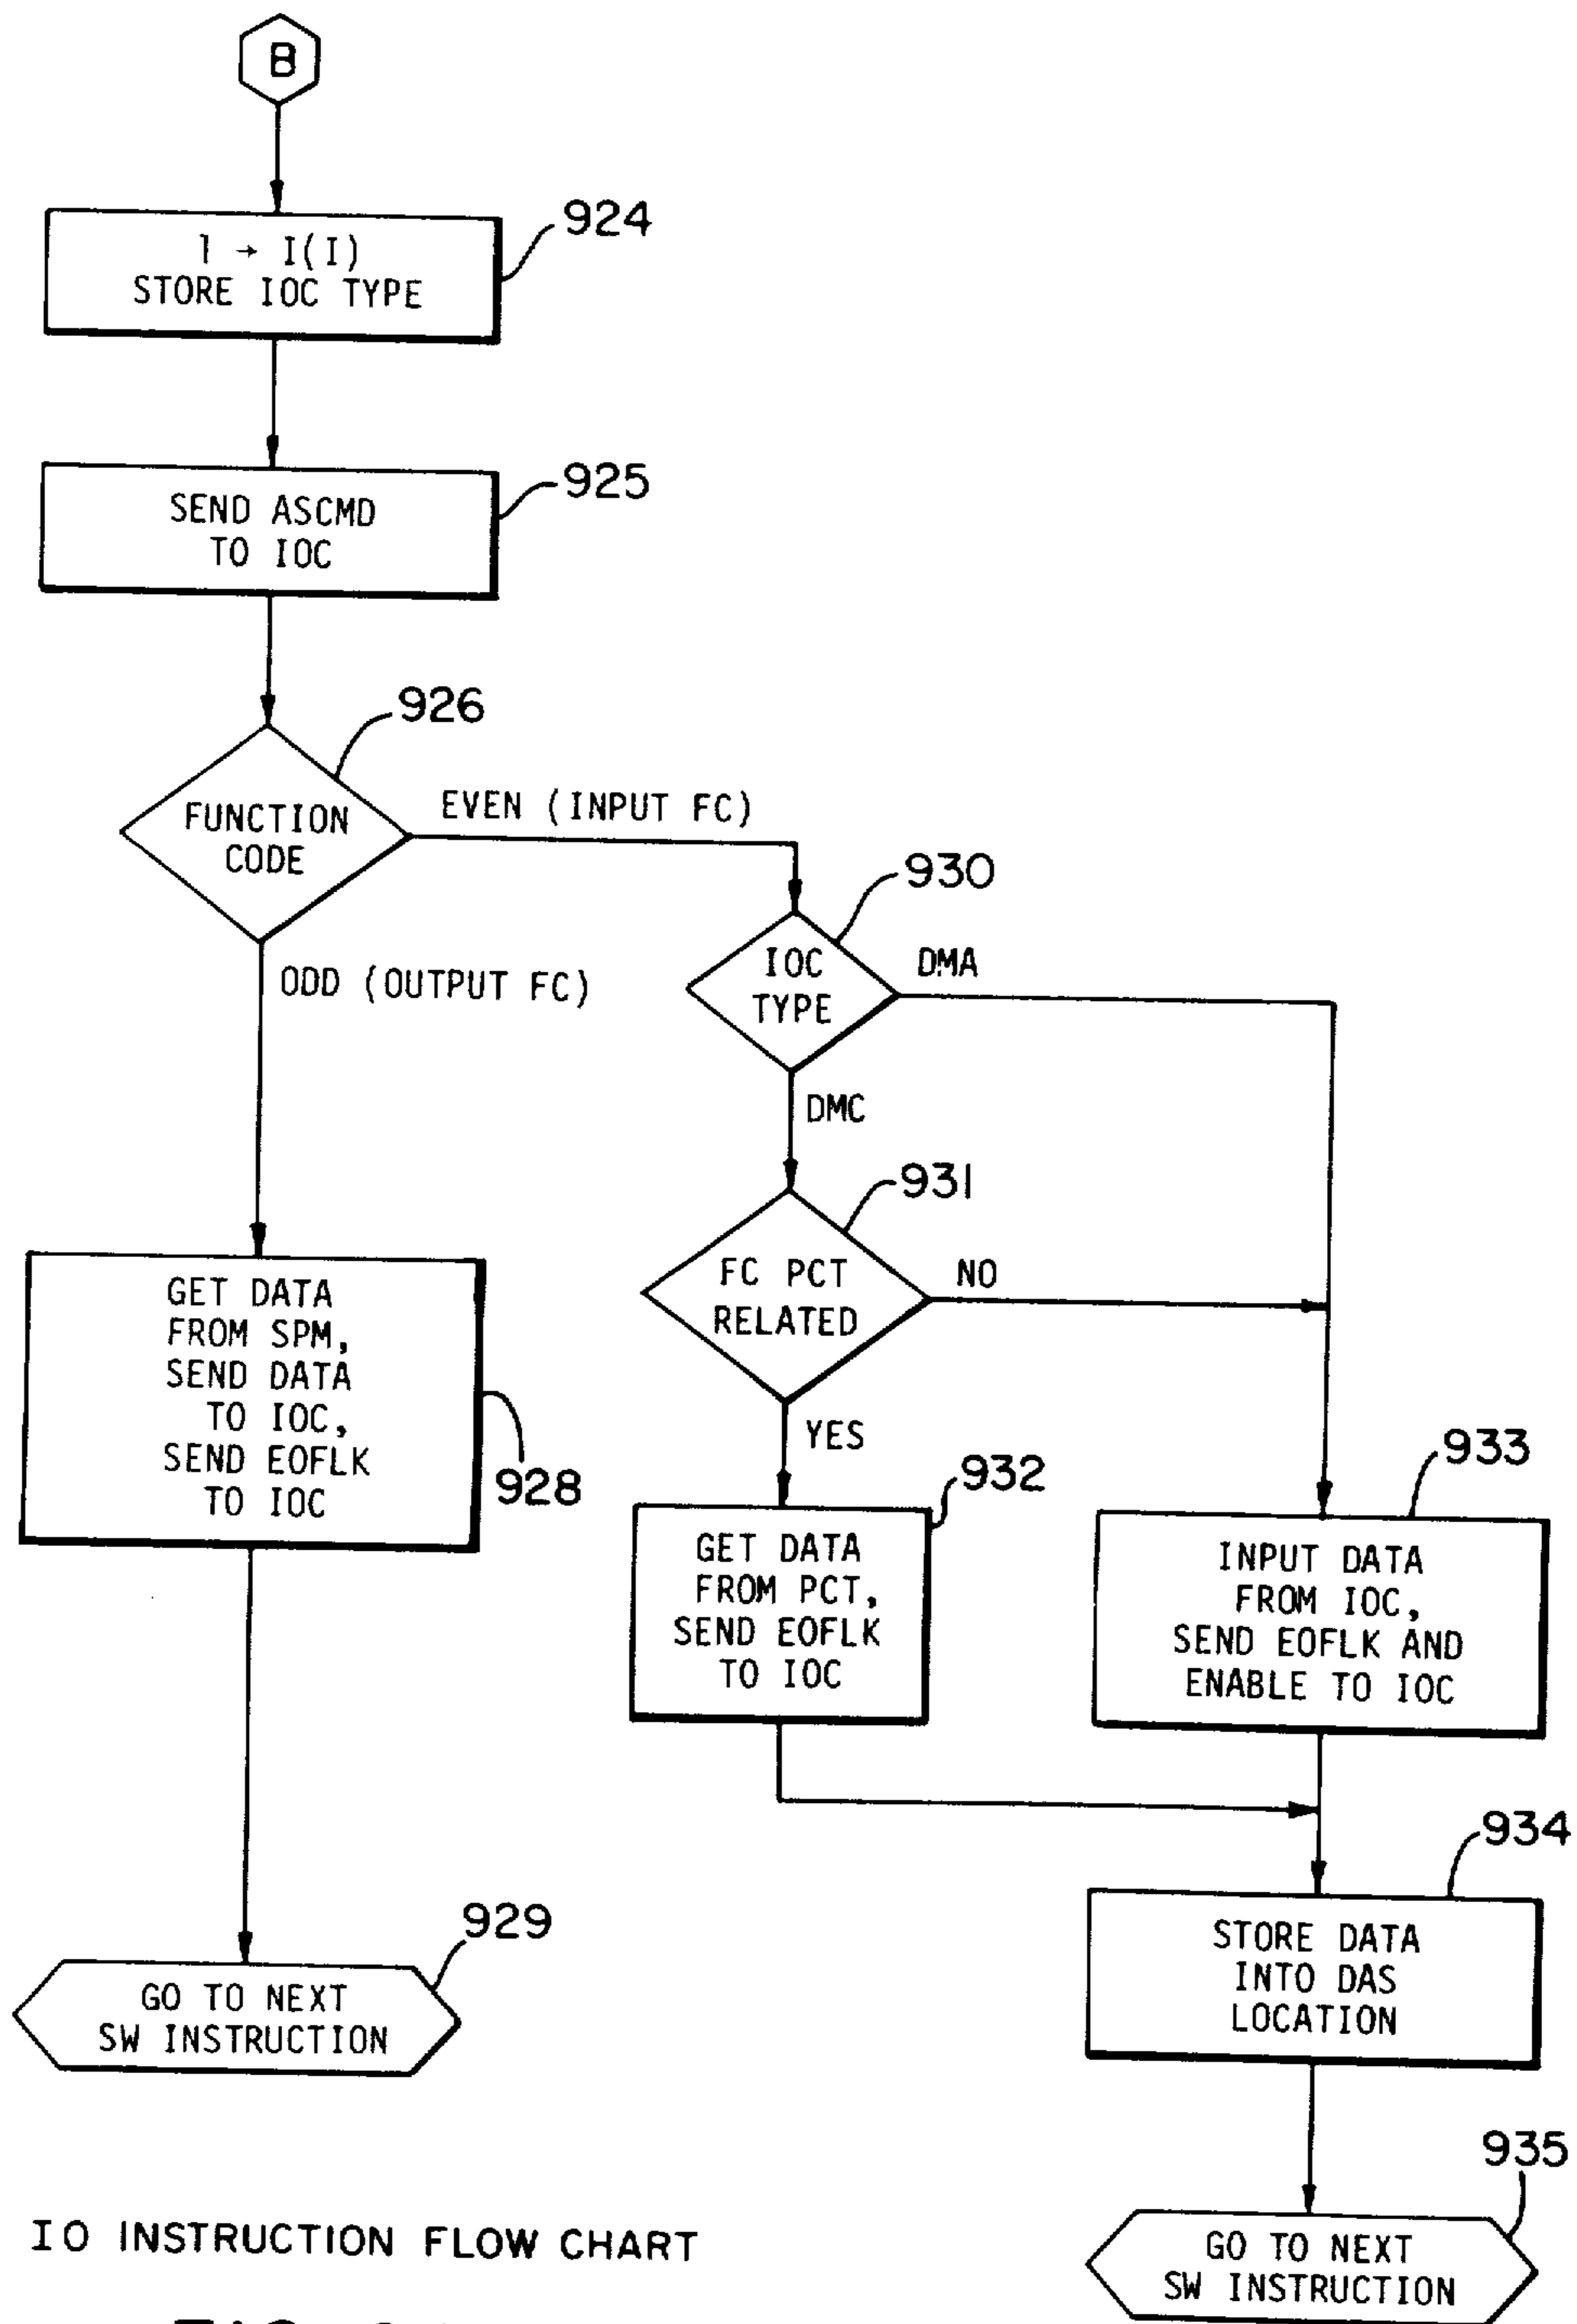 B
924
1 → I(I)
STORE IOC TYPE
925
SEND ASCMD
TO IOC
926
FUNCTION
CODE
EVEN (INPUT FC)
ODD (OUTPUT FC)
930
IOC
TYPE
DMA
DMC
931
FC PCT
RELATED
NO
YES
GET DATA
FROM SPM,
SEND DATA
TO IOC,
SEND EOFLK
TO IOC
928
932
GET DATA
FROM PCT,
SEND EOFLK
TO IOC
933
INPUT DATA
FROM IOC,
SEND EOFLK AND
ENABLE TO IOC
934
STORE DATA
INTO DAS
LOCATION
929
GO TO NEXT
SW INSTRUCTION
935
GO TO NEXT
SW INSTRUCTION
IO INSTRUCTION FLOW CHART